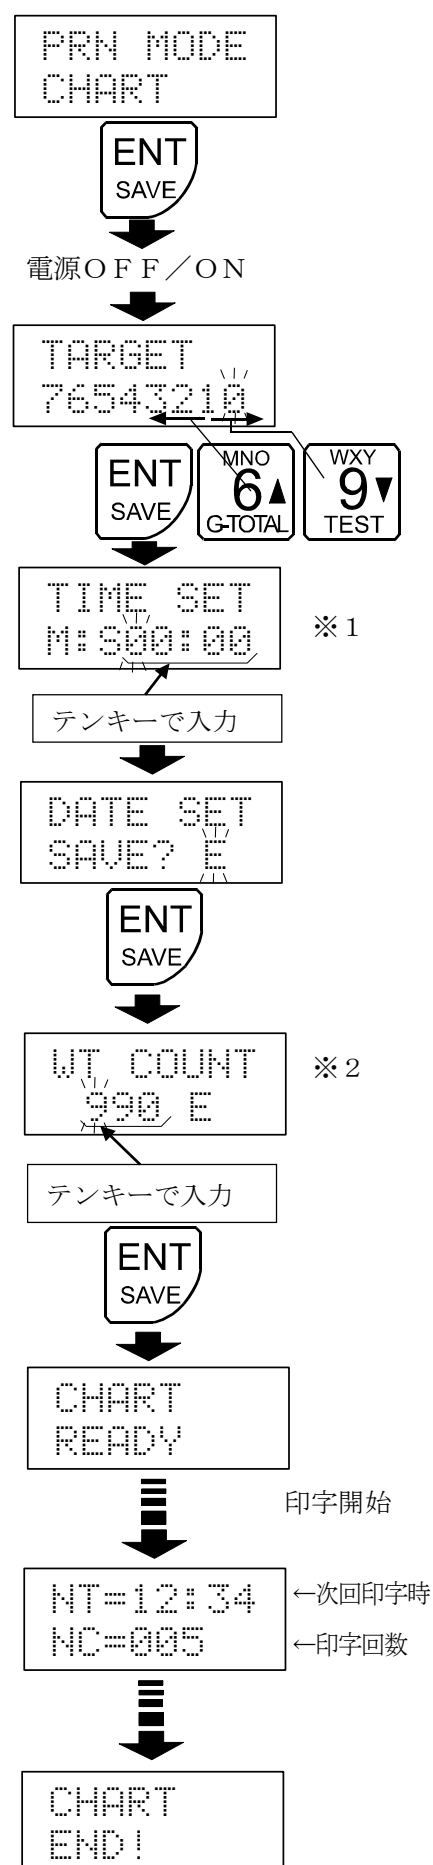 PRN MODE
CHART
ENT
SAVE
電源ＯＦＦ／ＯＮ
TARGET
76543210
ENT
SAVE
MNO
6▲
G-TOTAL
WXY
9▼
TEST
TIME SET
M:S00:00
※１
テンキーで入力
DATE SET
SAVE? E
ENT
SAVE
WT COUNT
990 E
※２
テンキーで入力
ENT
SAVE
CHART
READY
印字開始
NT=12:34
←次回印字時
NC=005
←印字回数
CHART
END!